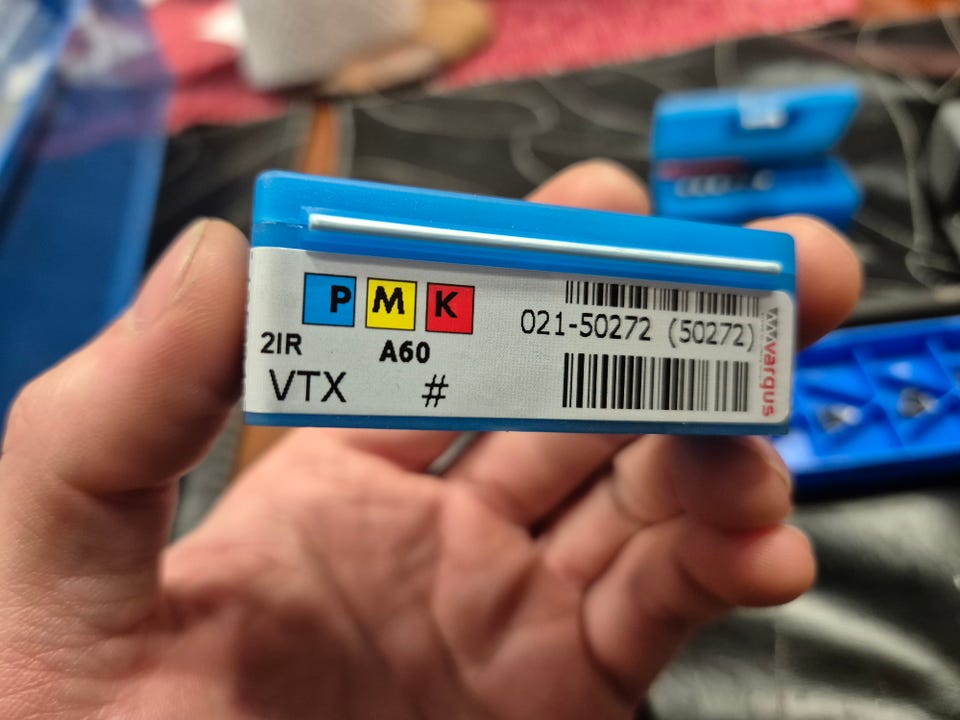 P M K
2IR A60
VTX #
021-50272 (50272)
vargus